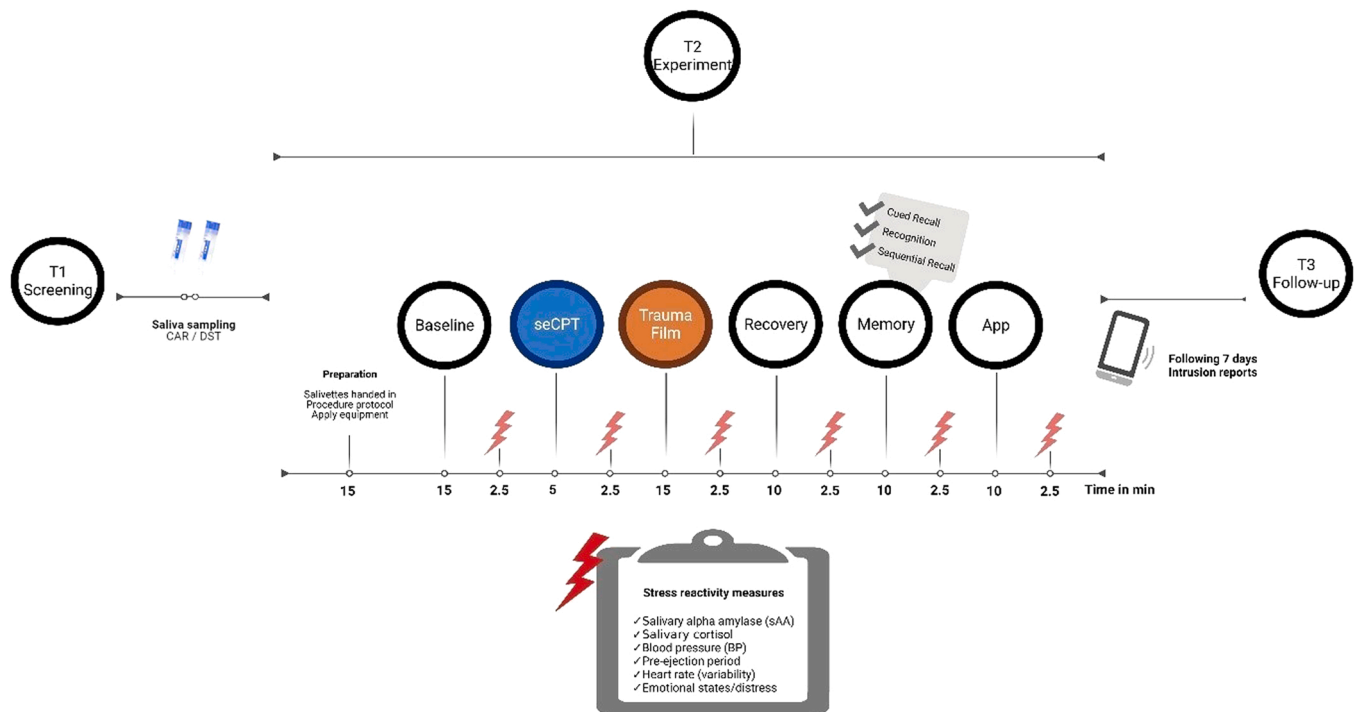 T2
Experiment
Cued Recall
Recognition
Sequential Recall
T1
Screening
T3
Follow-up
Saliva sampling
CAR / DST
Baseline
seCPT
Trauma
Film
Recovery
Memory
App
Following 7 days
Intrusion reports
Preparation
Salivettes handed in
Procedure protocol
Apply equipment
15 15 2.5 5 2.5 15 2.5 10 2.5 10 2.5 10 2.5 Time in min
Stress reactivity measures
✓Salivary alpha amylase (sAA)
✓Salivary cortisol
✓Blood pressure (BP)
✓Pre-ejection period
✓Heart rate (variability)
✓Emotional states/distress